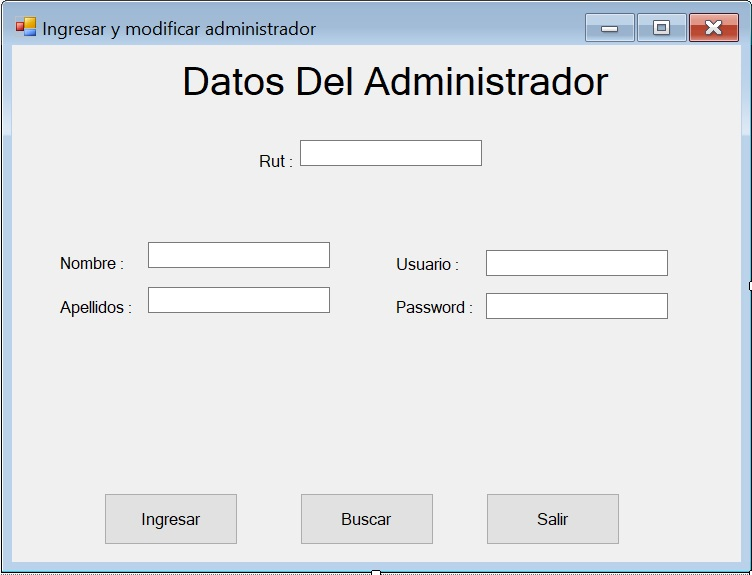 Ingresar y modificar administrador
Datos Del Administrador
Rut :
Nombre :
Usuario :
Apellidos :
Password :
Ingresar
Buscar
Salir